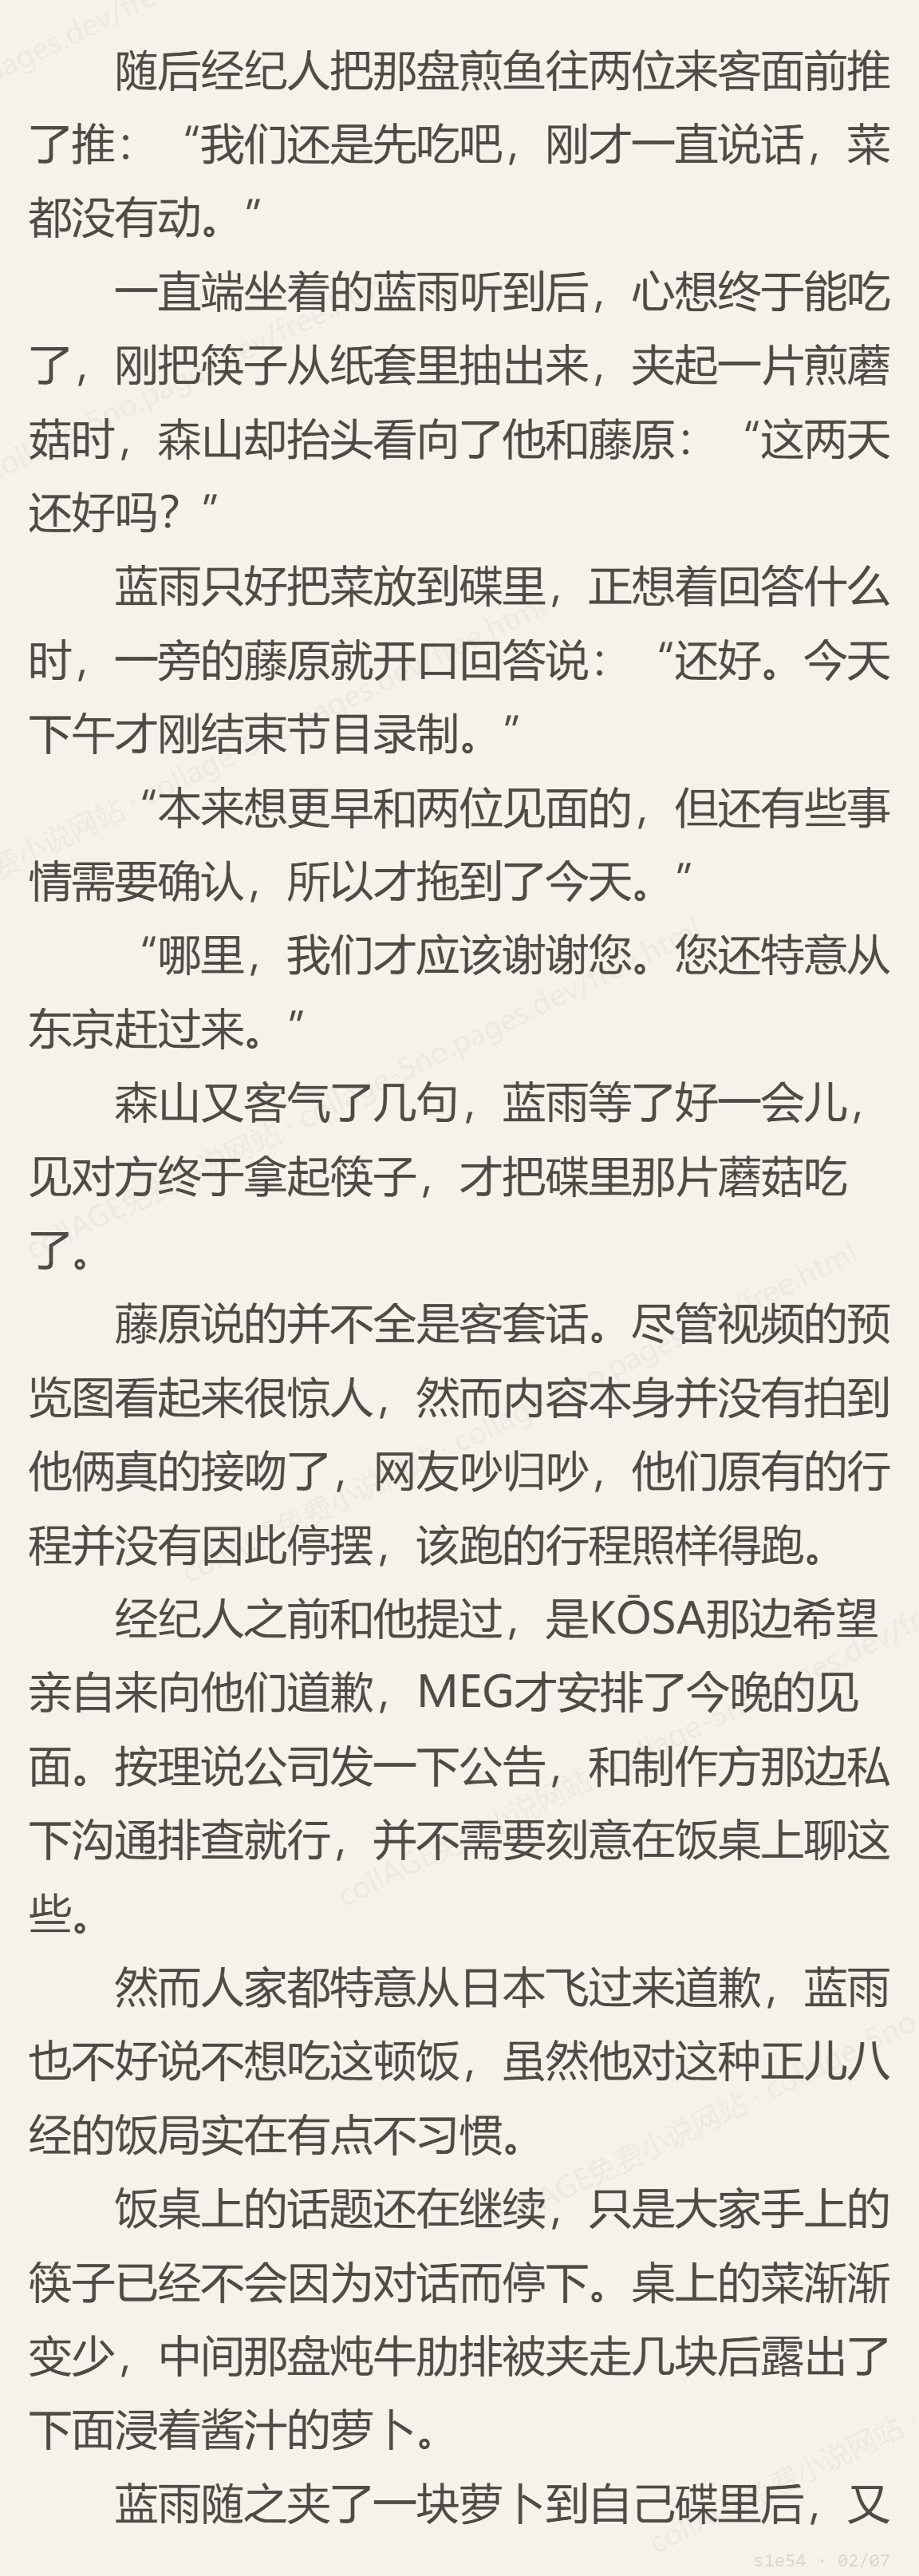 随后经纪人把那盘煎鱼往两位来客面前推
了推：“我们还是先吃吧，刚才一直说话，菜
都没有动。”
一直端坐着的蓝雨听到后，心想终于能吃
了，刚把筷子从纸套里抽出来，夹起一片煎蘑
菇时，森山却抬头看向了他和藤原：“这两天
还好吗？”
蓝雨只好把菜放到碟里，正想着回答什么
时，一旁的藤原就开口回答说：“还好。今天
下午才刚结束节目录制。”
“本来想更早和两位见面的，但还有些事
情需要确认，所以才拖到了今天。”
“哪里，我们才应该谢谢您。您还特意从
东京赶过来。”
森山又客气了几句，蓝雨等了好一会儿，
见对方终于拿起筷子，才把碟里那片蘑菇吃
了。
藤原说的并不全是客套话。尽管视频的预
览图看起来很惊人，然而内容本身并没有拍到
他俩真的接吻了，网友吵归吵，他们原有的行
程并没有因此停摆，该跑的行程照样得跑。
经纪人之前和他提过，是KŌSA那边希望
亲自来向他们道歉，MEG才安排了今晚的见
面。按理说公司发一下公告，和制作方那边私
下沟通排查就行，并不需要刻意在饭桌上聊这
些。
然而人家都特意从日本飞过来道歉，蓝雨
也不好说不想吃这顿饭，虽然他对这种正儿八
经的饭局实在有点不习惯。
饭桌上的话题还在继续，只是大家手上的
筷子已经不会因为对话而停下。桌上的菜渐渐
变少，中间那盘炖牛肋排被夹走几块后露出了
下面浸着酱汁的萝卜。
蓝雨随之夹了一块萝卜到自己碟里后，又
collAGE免费小说网站 · collage-5no.pages.dev/free.html
s1e54 · 02/07